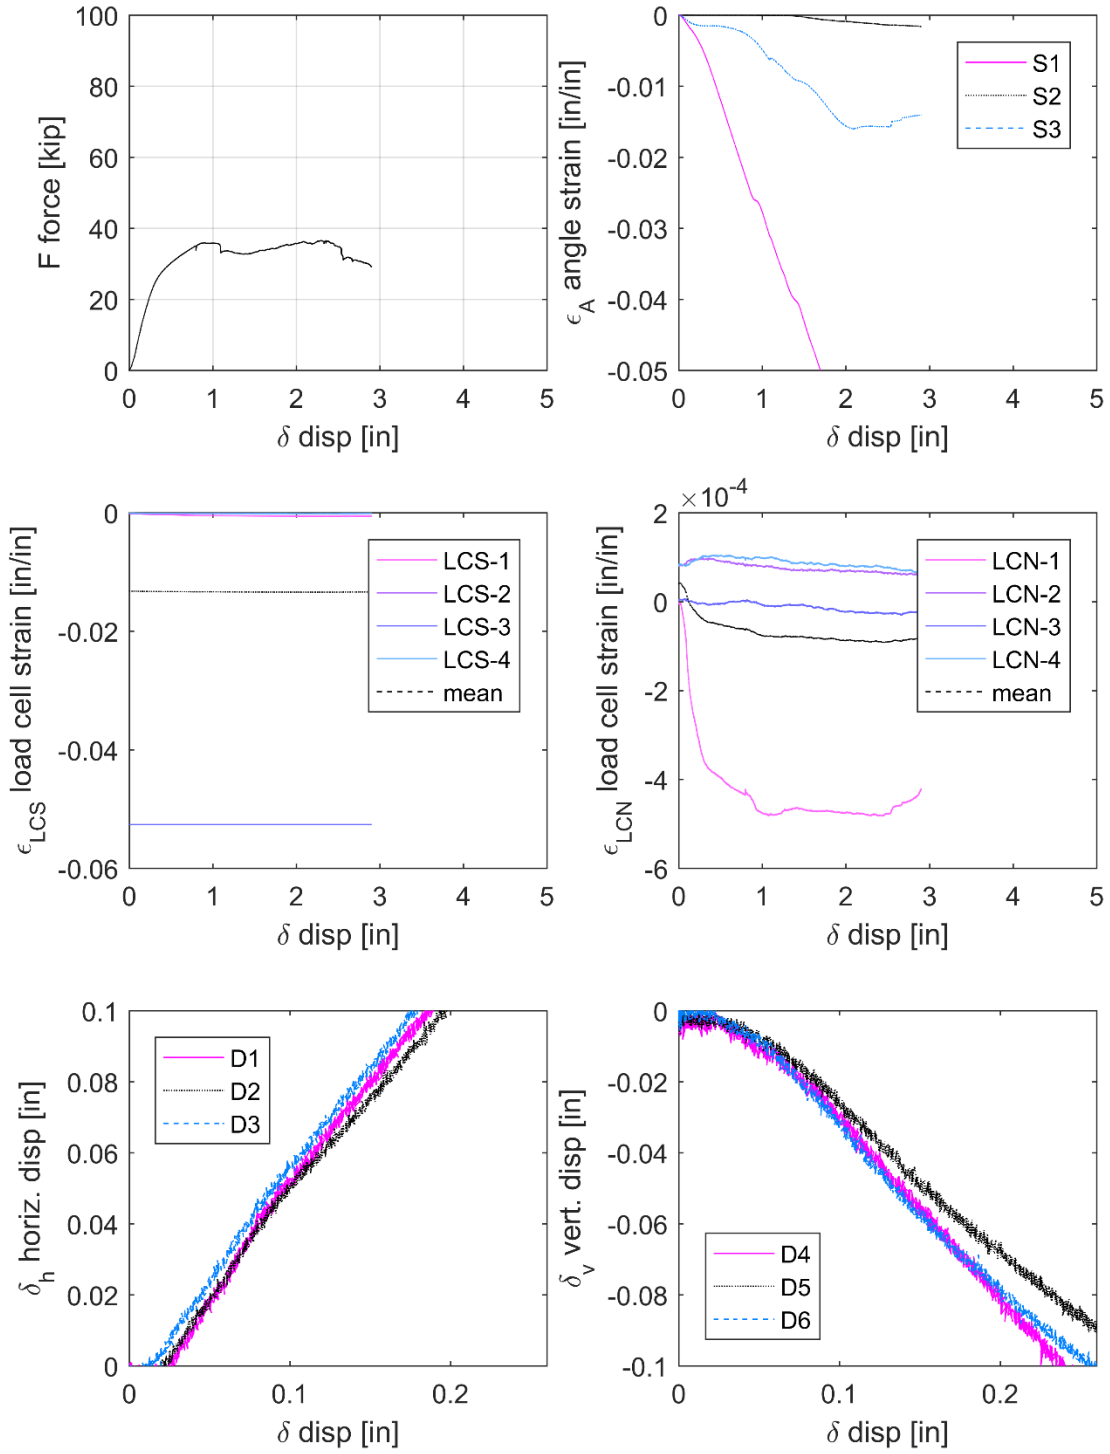 100
80
60
40
20
0
F force [kip]
0 1 2 3 4 5
δ disp [in]
0
-0.01
-0.02
-0.03
-0.04
-0.05
ϵA angle strain [in/in]
S1
S2
S3
0 1 2 3 4 5
δ disp [in]
0
-0.02
-0.04
-0.06
ϵLCS load cell strain [in/in]
LCS-1
LCS-2
LCS-3
LCS-4
mean
0 1 2 3 4 5
δ disp [in]
×10-4
2
0
-2
-4
-6
ϵLCN load cell strain [in/in]
LCN-1
LCN-2
LCN-3
LCN-4
mean
0 1 2 3 4 5
δ disp [in]
0.1
0.08
0.06
0.04
0.02
0
δh horiz. disp [in]
D1
D2
D3
0 0.1 0.2
δ disp [in]
0
-0.02
-0.04
-0.06
-0.08
-0.1
δv vert. disp [in]
D4
D5
D6
0 0.1 0.2
δ disp [in]